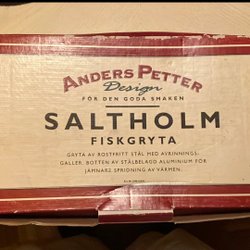 ANDERS PETTER
Design
FÖR DEN GODA SMAKEN
SALTHOLM
FISKGRYTA
GRYTA AV ROSTFRITT STÅL MED AVRINNINGS-
GALLER. BOTTEN AV STÅLBELAGD ALUMINIUM FÖR
JÄMNARE SPRIDNING AV VÄRMEN.